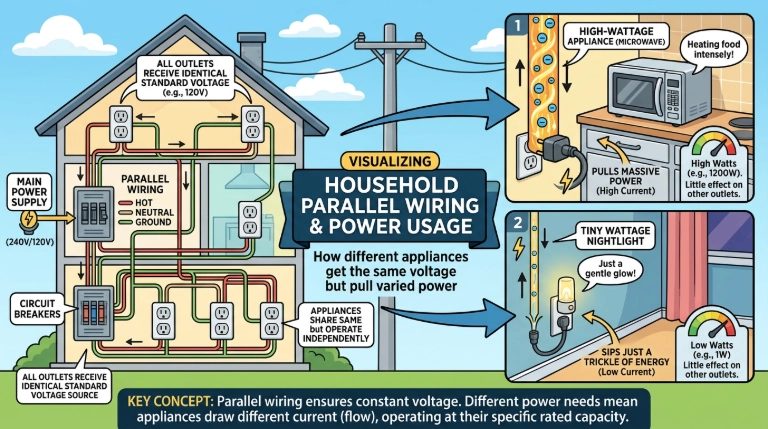 ALL OUTLETS
RECEIVE IDENTICAL
STANDARD VOLTAGE
(e.g., 120V)
MAIN
POWER
SUPPLY
(240V/120V)
PARALLEL
WIRING
HOT
NEUTRAL
GROUND
CIRCUIT
BREAKERS
APPLIANCES
SHARE SAME
but OPERATE
INDEPENDENTLY
ALL OUTLETS RECEIVE
IDENTICAL STANDARD
VOLTAGE SOURCE
VISUALIZING
HOUSEHOLD
PARALLEL WIRING
& POWER USAGE
How different appliances
get the same voltage
but pull varied power
1
HIGH-WATTAGE
APPLIANCE (MICROWAVE)
Heating food
intensely!
PULLS MASSIVE
POWER
(High Current)
High Watts
(e.g., 1200W).
Little effect on
other outlets.
2
TINY WATTAGE
NIGHTLIGHT
Just a
gentle glow!
SIPS JUST A
TRICKLE OF ENERGY
(Low Current)
Low Watts
(e.g., 1W)
Little effect on
other outlets.
KEY CONCEPT: Parallel wiring ensures constant voltage. Different power needs mean
appliances draw different current (flow), operating at their specific rated capacity.